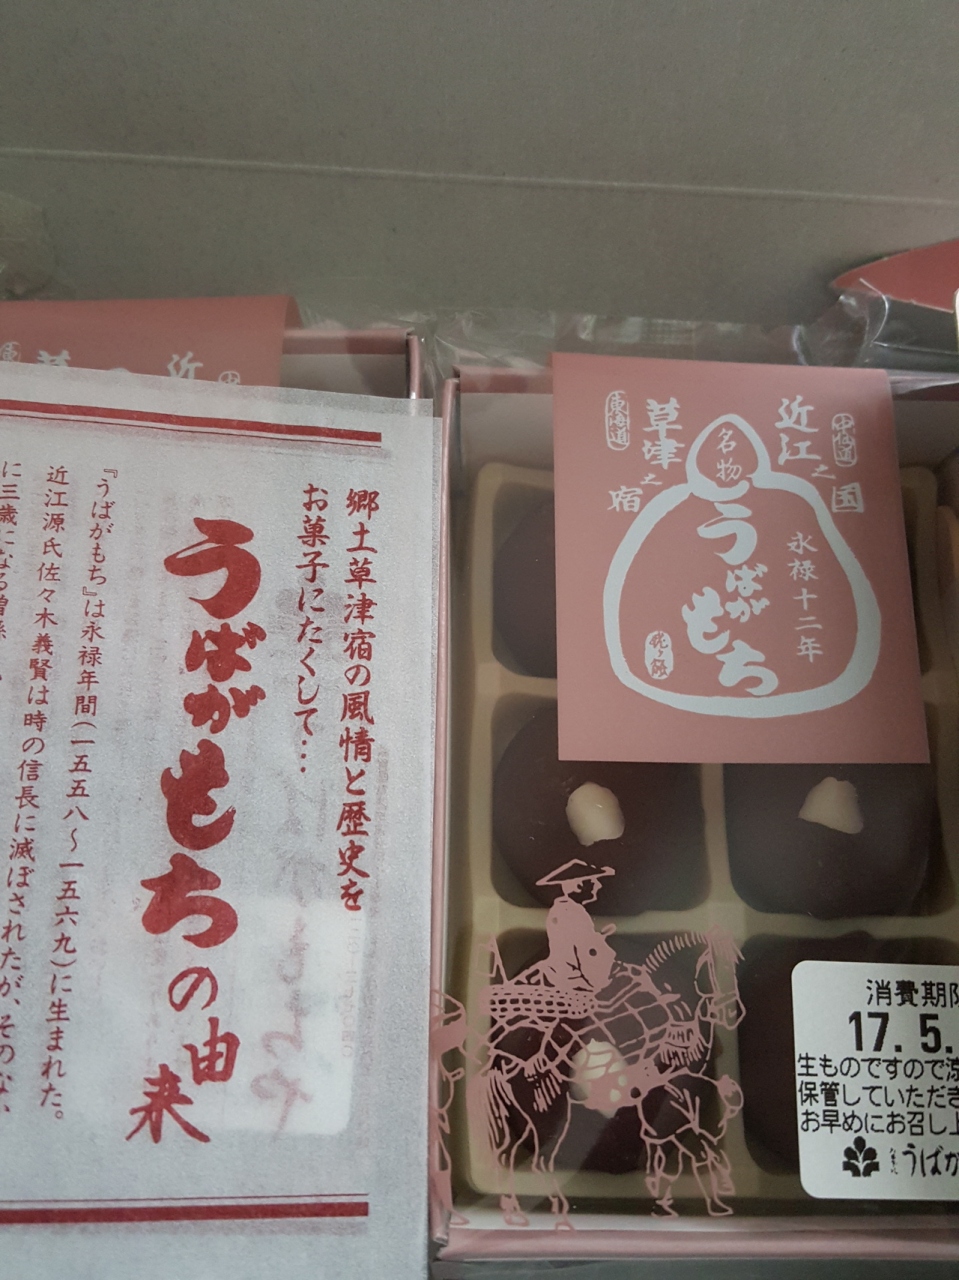 郷土草津宿の風情と歴史を
お菓子にたくして…
うばがもちの由来
『うばがもち』は永禄年間(一五五八〜一五六九)に生まれた。
近江源氏佐々木義賢は時の信長に滅ぼされたが、そのな
に三歳になる曽孫
近
草
中仙道
近江之国
名物
うばがもち
永禄十二年
東海道
草津之宿
消費期限
17.5.
生ものですので涼
保管していただき
お早めにお召し上
うばが